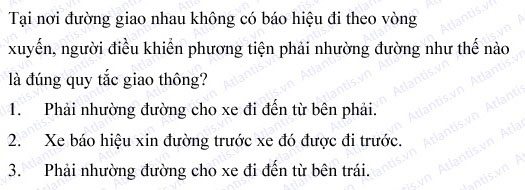 Tại nơi đường giao nhau không có báo hiệu đi theo vòng
xuyến, người điều khiển phương tiện phải nhường đường như thế nào
là đúng quy tắc giao thông?
1. Phải nhường đường cho xe đi đến từ bên phải.
2. Xe báo hiệu xin đường trước xe đó được đi trước.
3. Phải nhường đường cho xe đi đến từ bên trái.